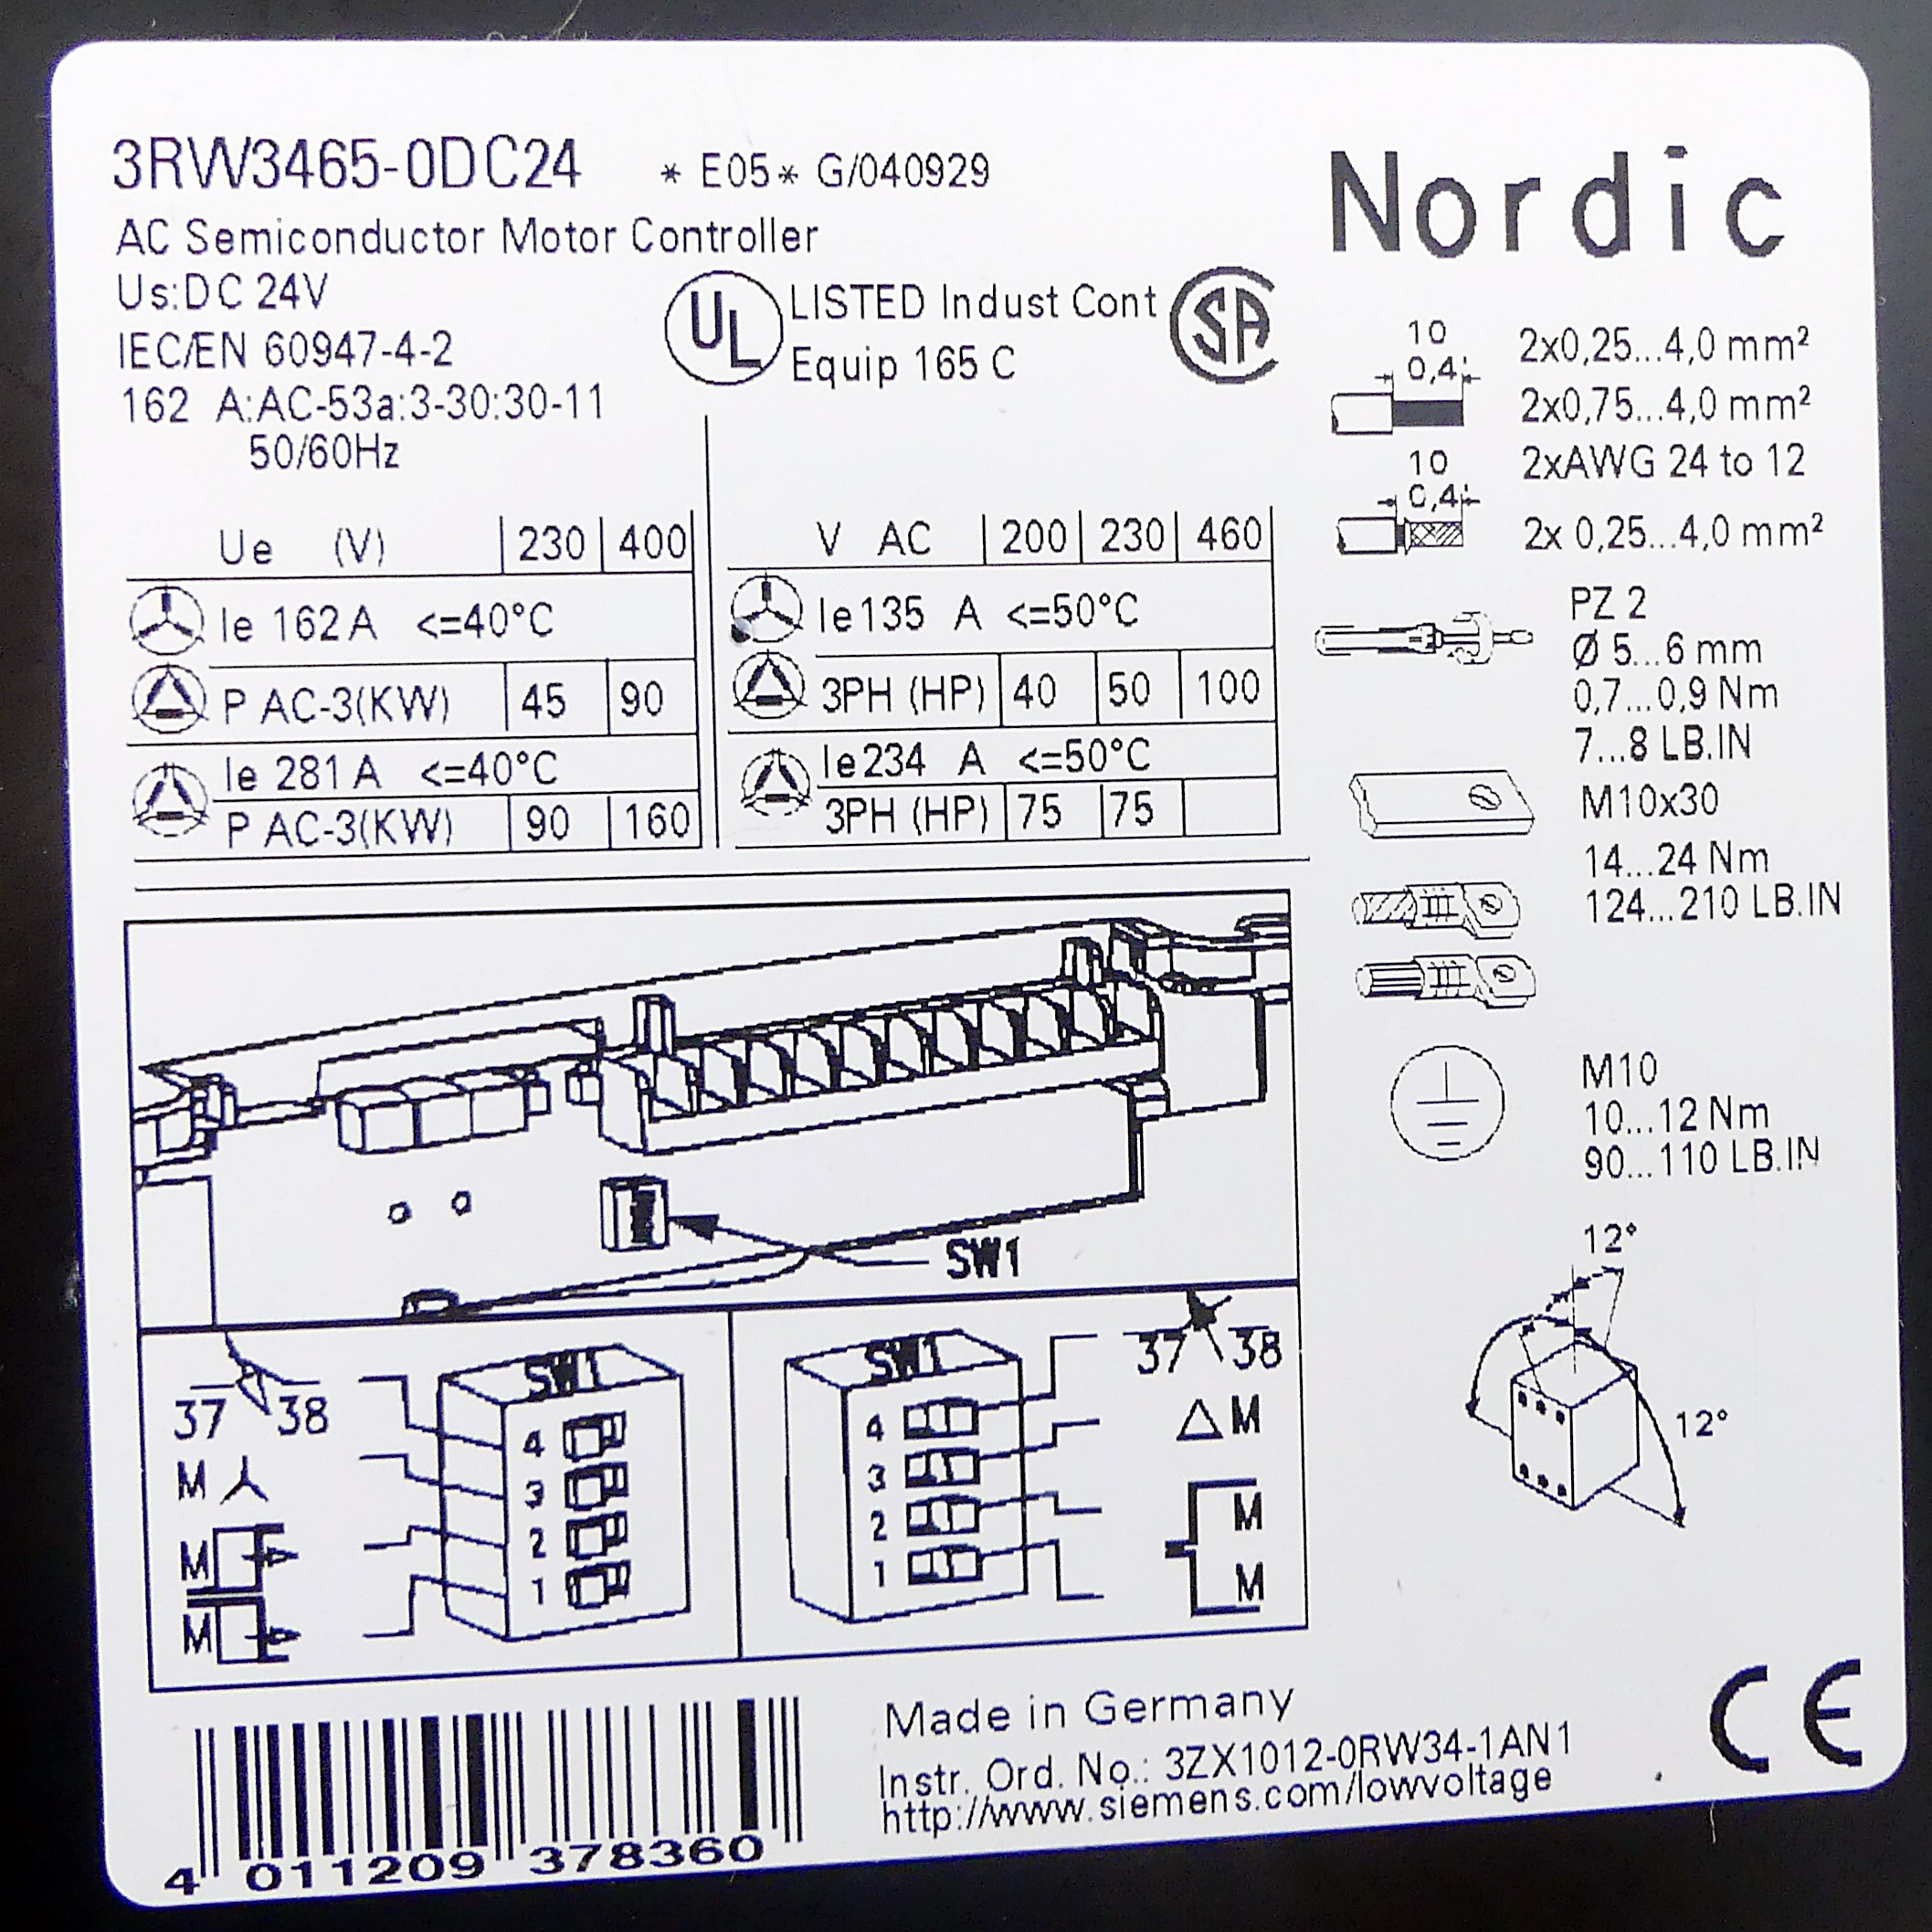 3RW3465-0DC24 * E05* G/040929
AC Semiconductor Motor Controller
Us:DC 24V
IEC/EN 60947-4-2
162 A:AC-53a:3-30:30-11
50/60Hz
UL LISTED Indust Cont
Equip 165 C
SA
Nordic
Ue (V) 230 400
Ie 162A <=40°C
P AC-3(KW) 45 90
Ie 281A <=40°C
P AC-3(KW) 90 160
V AC 200 230 460
Ie135 A <=50°C
3PH (HP) 40 50 100
Ie234 A <=50°C
3PH (HP) 75 75
10
0,4
10
0,4
2x0,25...4,0 mm²
2x0,75...4,0 mm²
2xAWG 24 to 12
2x 0,25...4,0 mm²
PZ 2
Ø 5...6 mm
0,7...0,9 Nm
7...8 LB.IN
M10x30
14...24 Nm
124...210 LB.IN
M10
10...12 Nm
90...110 LB.IN
12°
12°
SW1
37 38
M
M
M
SW1
4
3
2
1
SW1
4
3
2
1
37 38
△ M
M
M
4 011209 378360
Made in Germany
Instr. Ord. No.: 3ZX1012-0RW34-1AN1
http://www.siemens.com/lowvoltage
CE